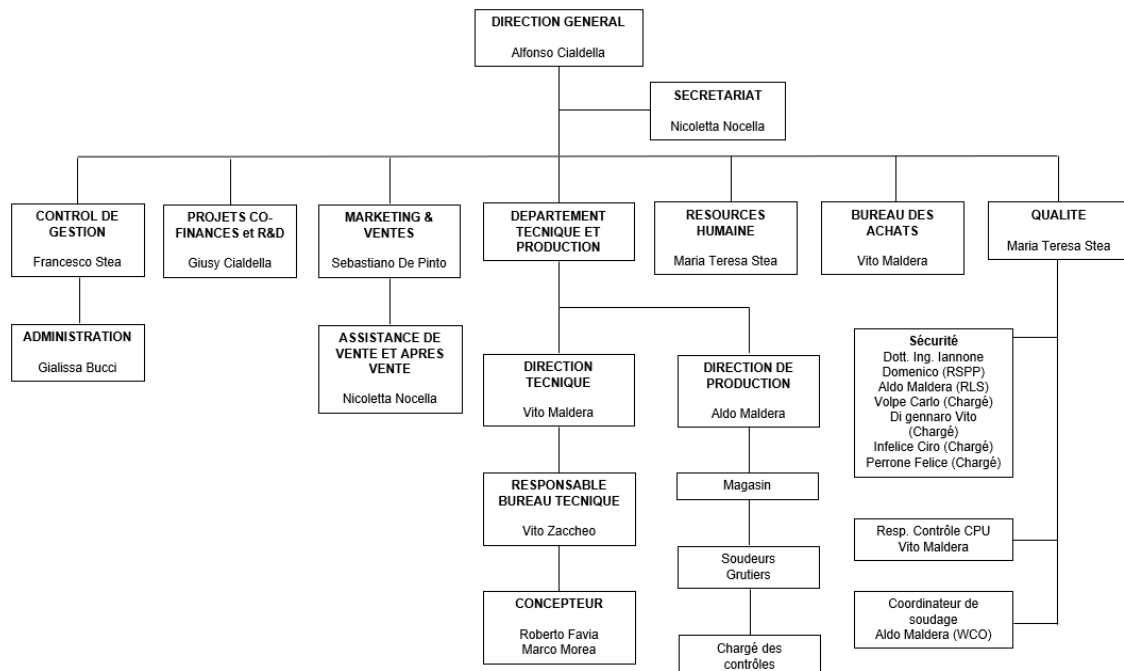 DIRECTION GENERAL
Alfonso Cialdella
SECRETARIAT
Nicoletta Nocella
CONTROL DE
GESTION
Francesco Stea
PROJETS CO-
FINANCES et R&D
Giusy Cialdella
MARKETING &
VENTES
Sebastiano De Pinto
DEPARTEMENT
TECNIQUE ET
PRODUCTION
RESOURCES
HUMAINE
Maria Teresa Stea
BUREAU DES
ACHATS
Vito Maldera
QUALITE
Maria Teresa Stea
ADMINISTRATION
Gialissa Bucci
ASSISTANCE DE
VENTE ET APRES
VENTE
Nicoletta Nocella
DIRECTION
TECNIQUE
Vito Maldera
DIRECTION DE
PRODUCTION
Aldo Maldera
Sécurité
Dott. Ing. Iannone
Domenico (RSPP)
Aldo Maldera (RLS)
Volpe Carlo (Chargé)
Di gennaro Vito
(Chargé)
Infelice Ciro (Chargé)
Perrone Felice (Chargé)
RESPONSABLE
BUREAU TECNIQUE
Vito Zaccheo
Magasin
Resp. Contrôle CPU
Vito Maldera
Soudeurs
Grutiers
CONCEPTEUR
Roberto Favia
Marco Morea
Chargé des
contrôles
Coordinateur de
soudage
Aldo Maldera (WCO)